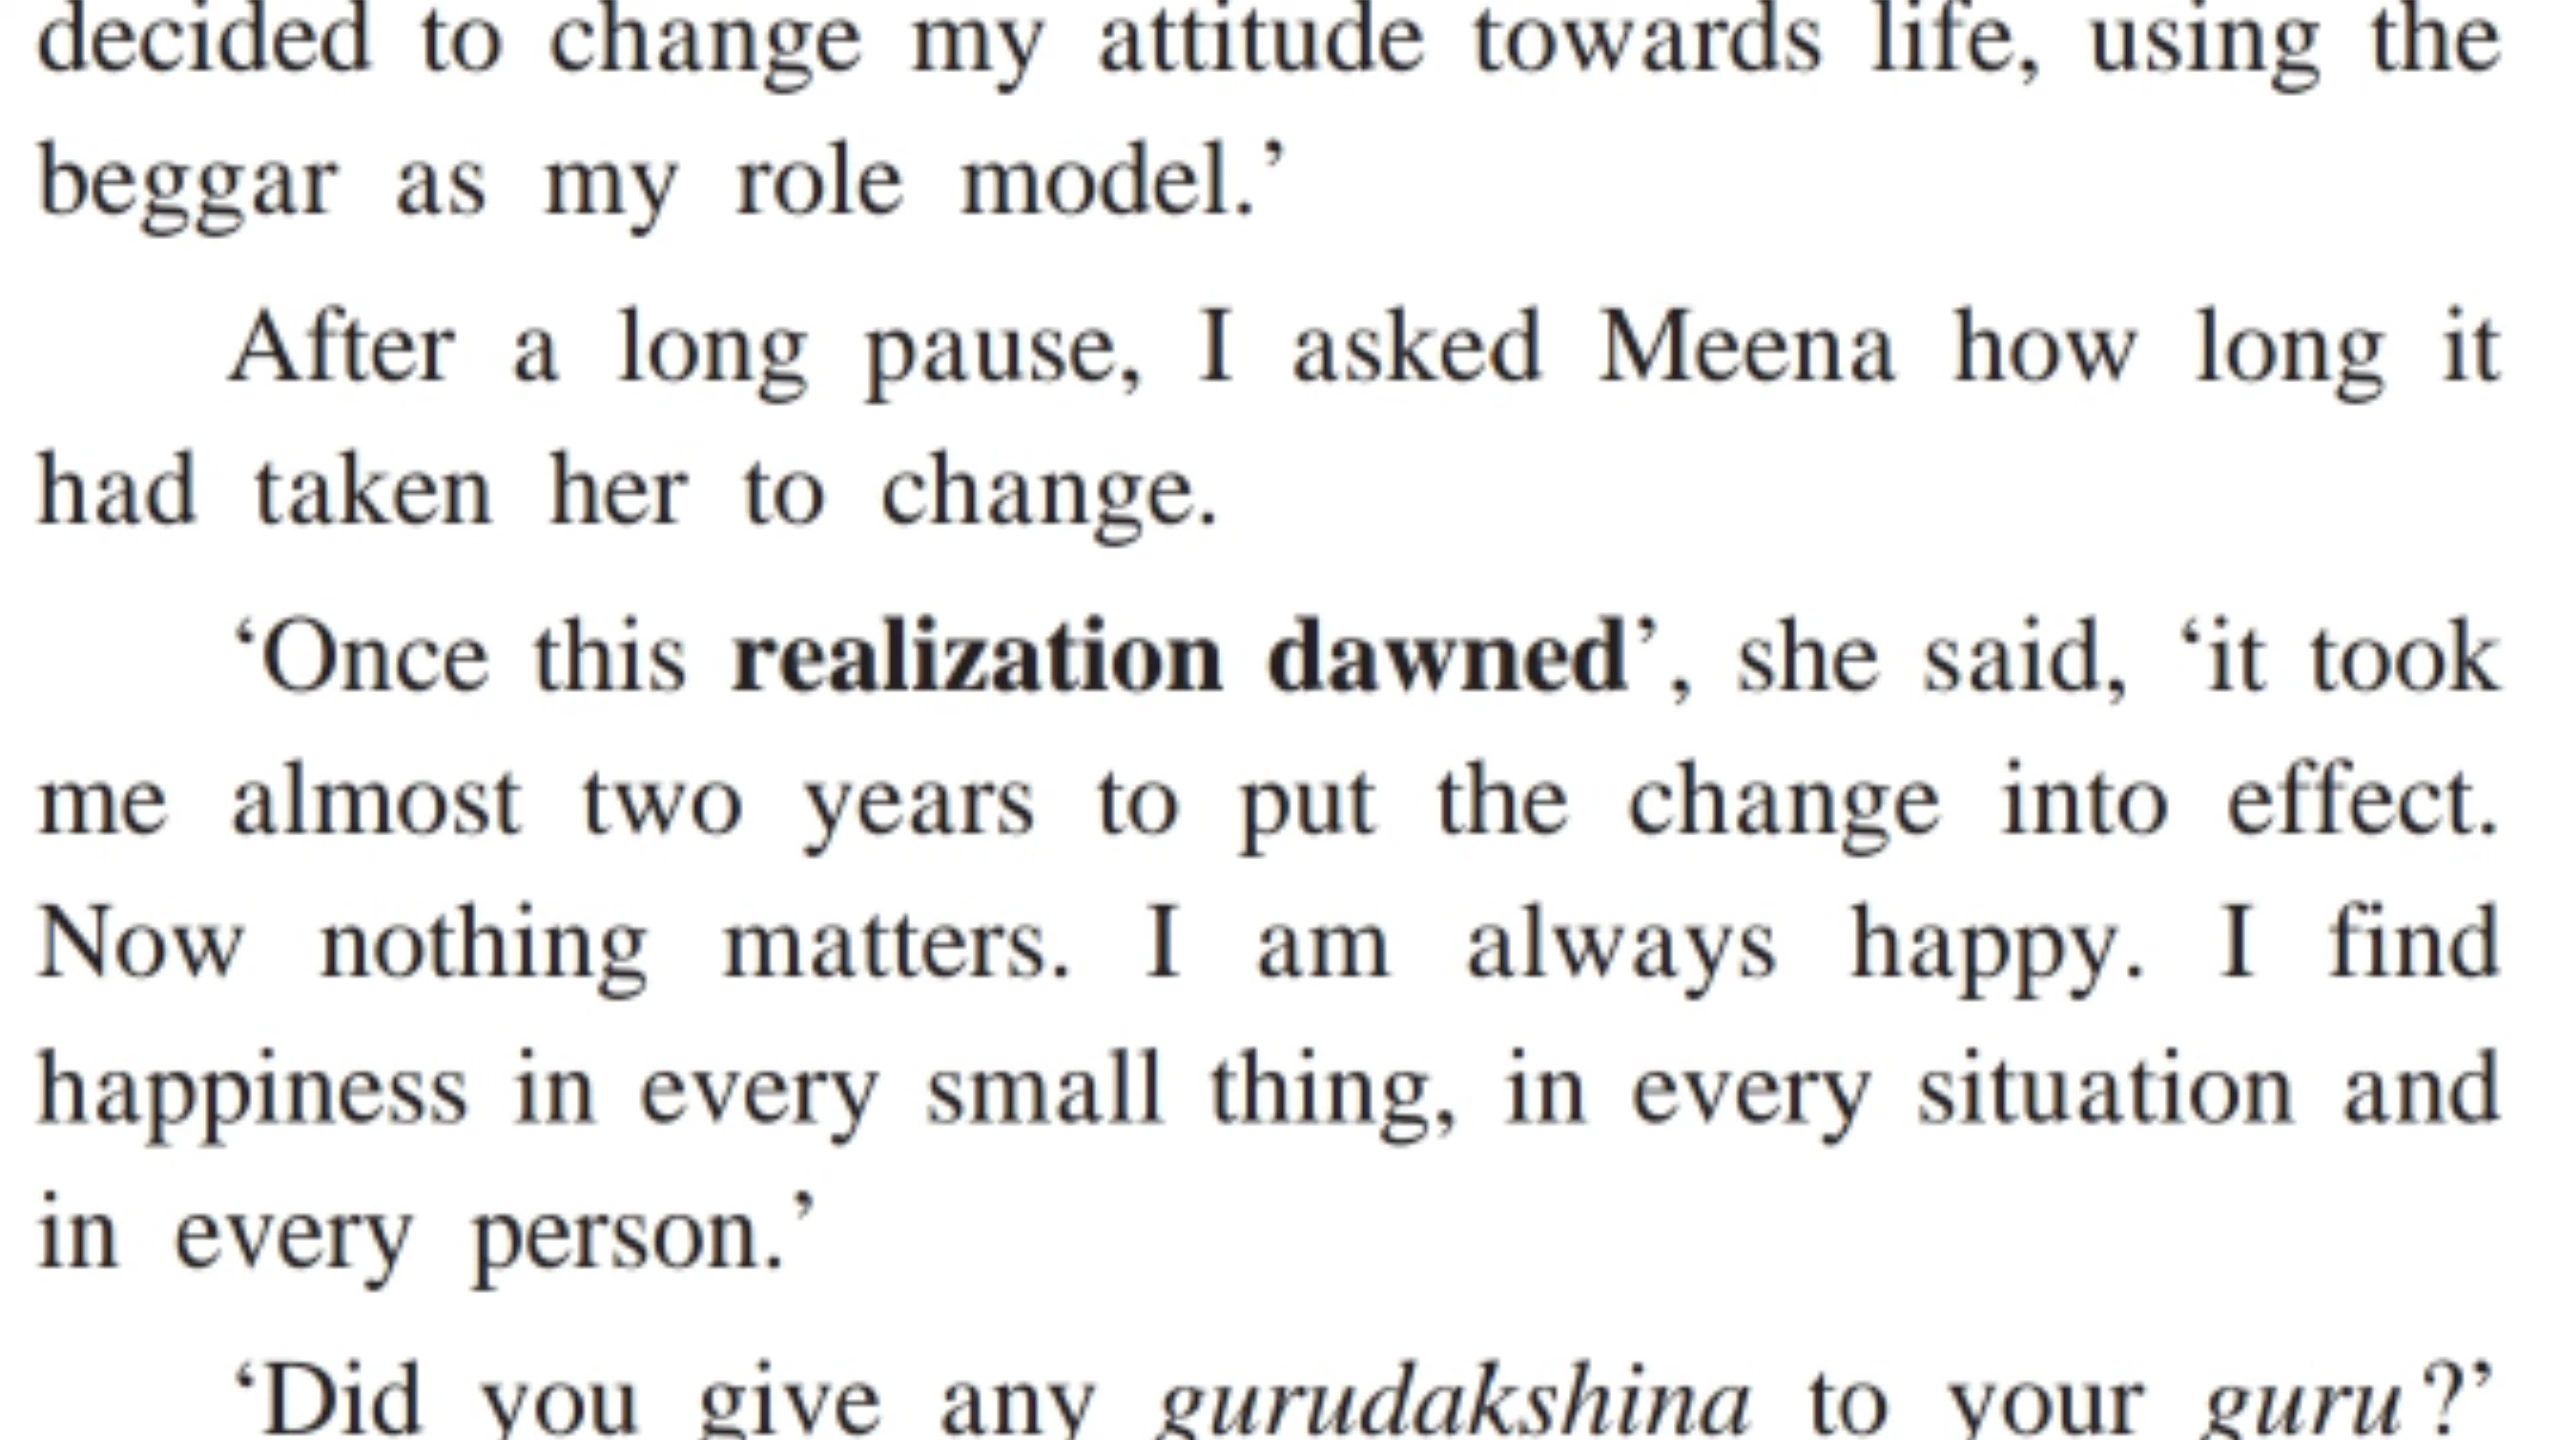 decided to change my attitude towards life, using the
beggar as my role model.’
After a long pause, I asked Meena how long it
had taken her to change.
‘Once this realization dawned’, she said, ‘it took
me almost two years to put the change into effect.
Now nothing matters. I am always happy. I find
happiness in every small thing, in every situation and
in every person.’
‘Did you give any gurudakshina to your guru?’